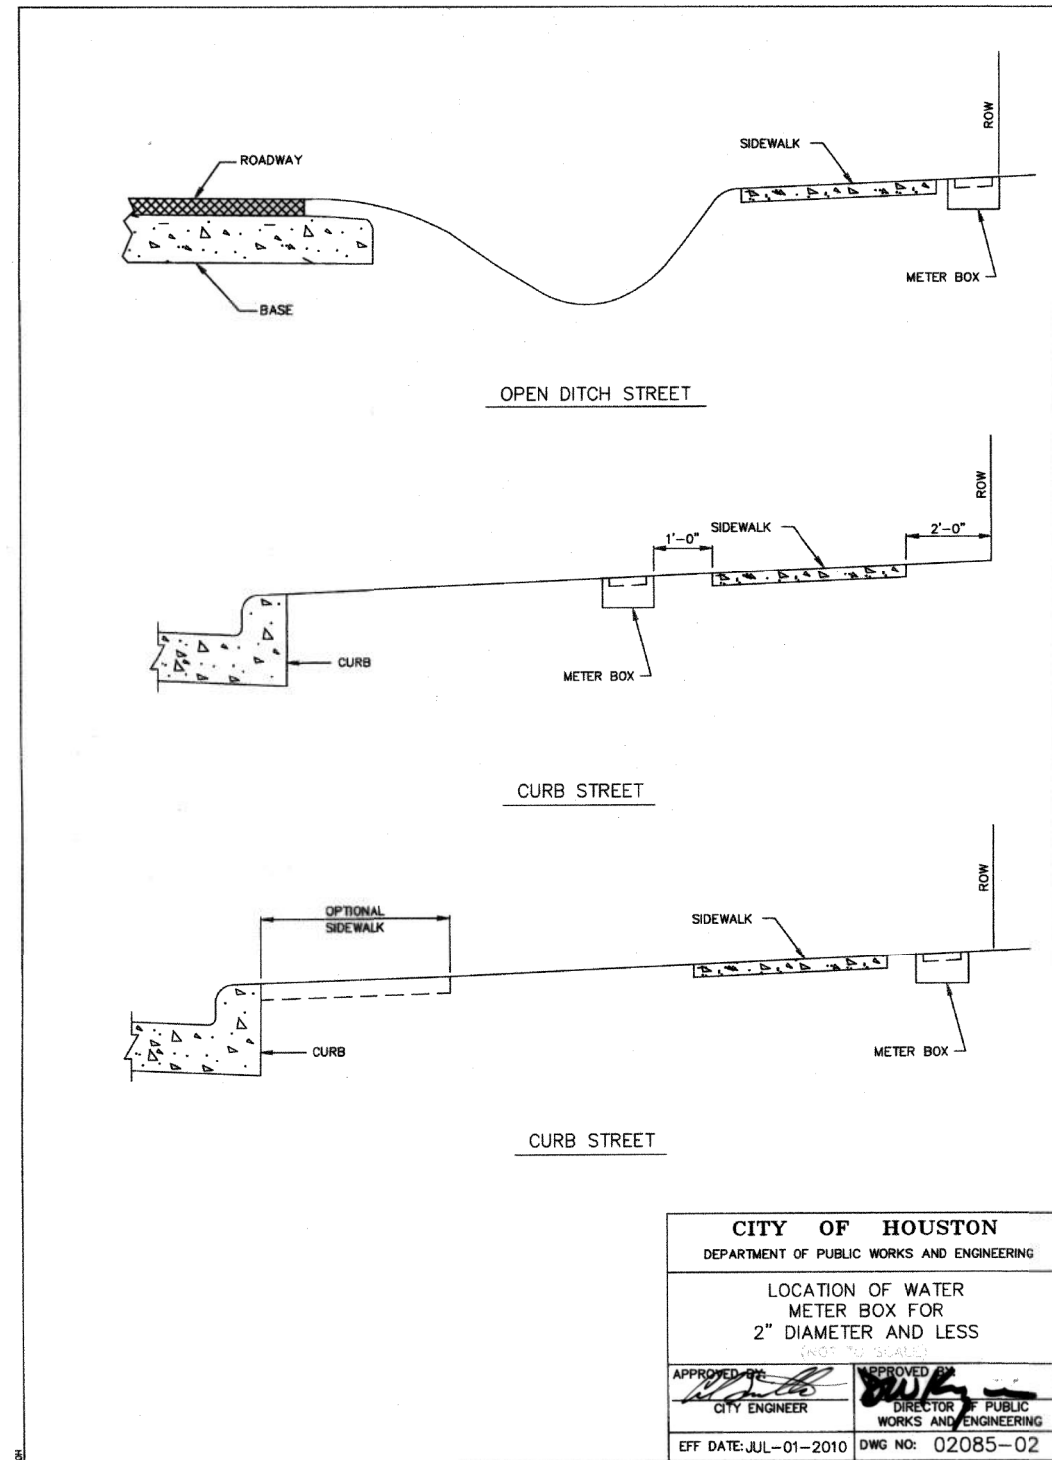 ROW
SIDEWALK
ROADWAY
METER BOX
BASE
OPEN DITCH STREET
ROW
SIDEWALK
1'-0"
2'-0"
CURB
METER BOX
CURB STREET
ROW
OPTIONAL
SIDEWALK
SIDEWALK
CURB
METER BOX
CURB STREET
CITY OF HOUSTON
DEPARTMENT OF PUBLIC WORKS AND ENGINEERING
LOCATION OF WATER
METER BOX FOR
2" DIAMETER AND LESS
(NOT TO SCALE)
APPROVED BY:
CITY ENGINEER
APPROVED BY:
DIRECTOR OF PUBLIC
WORKS AND ENGINEERING
EFF DATE: JUL-01-2010
DWG NO: 02085-02